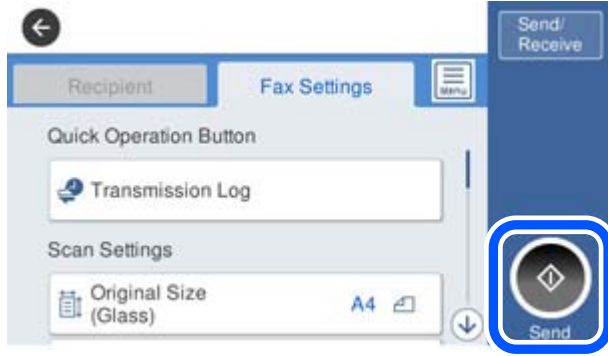 Send/
Receive
Recipient
Fax Settings
Menu
Quick Operation Button
Transmission Log
Scan Settings
Original Size
(Glass)
A4
Send